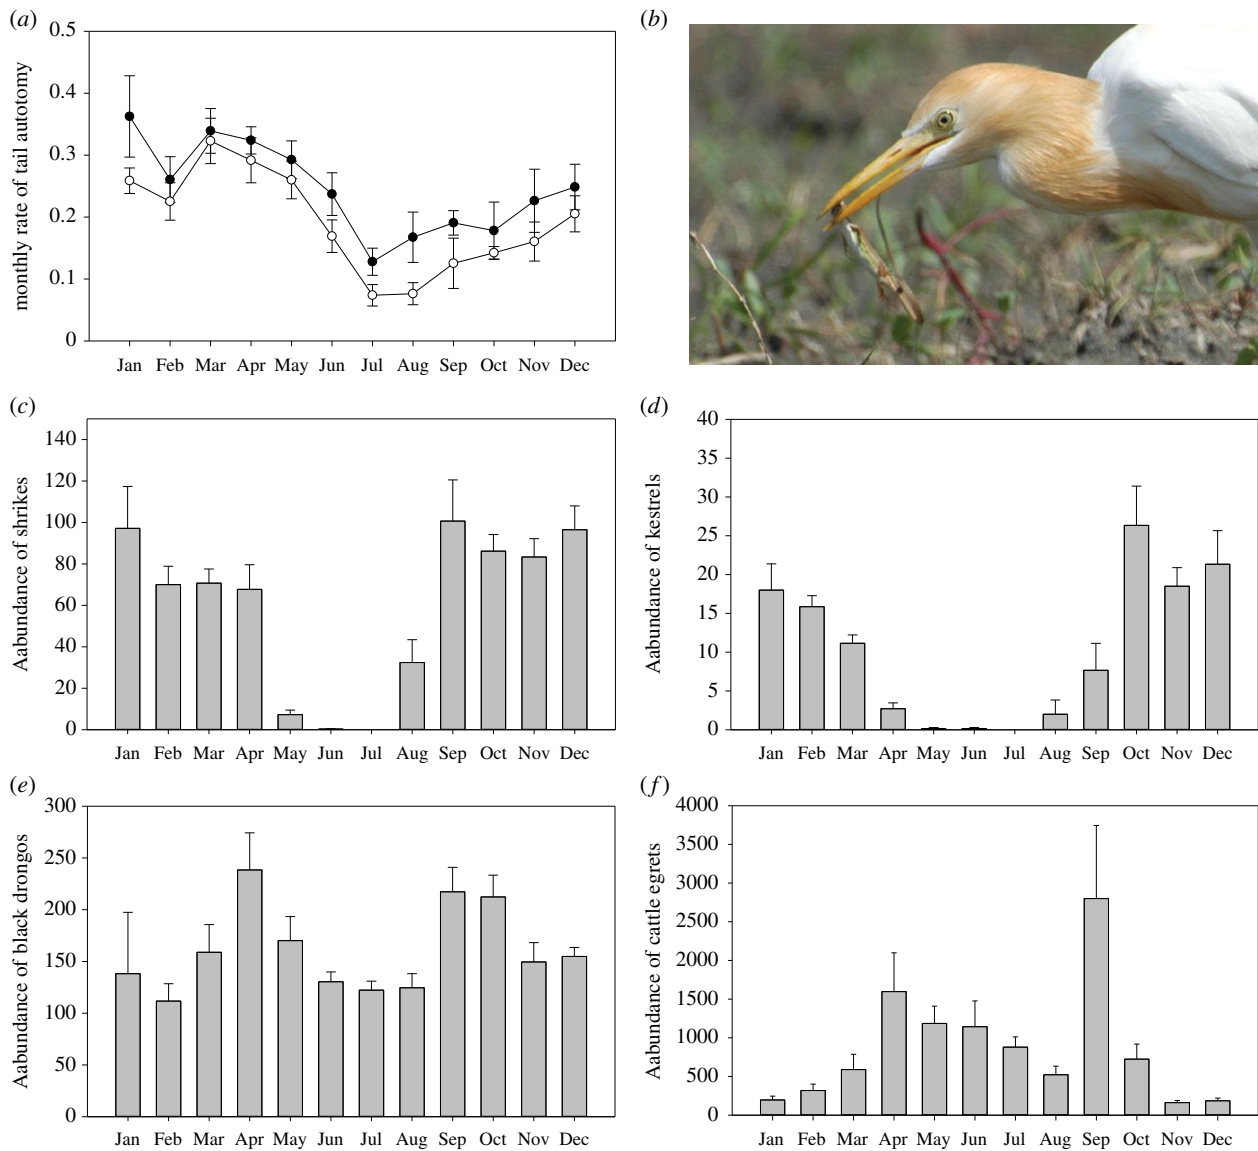 (a)
0.5
0.4
0.3
0.2
0.1
0
monthly rate of tail autotomy
Jan Feb Mar Apr May Jun Jul Aug Sep Oct Nov Dec
(b)
(c)
140
120
100
80
60
40
20
0
Aabundance of shrikes
Jan Feb Mar Apr May Jun Jul Aug Sep Oct Nov Dec
(d)
40
35
30
25
20
15
10
5
0
Aabundance of kestrels
Jan Feb Mar Apr May Jun Jul Aug Sep Oct Nov Dec
(e)
300
250
200
150
100
50
0
Aabundance of black drongos
Jan Feb Mar Apr May Jun Jul Aug Sep Oct Nov Dec
(f)
4000
3500
3000
2500
2000
1500
1000
500
0
Aabundance of cattle egrets
Jan Feb Mar Apr May Jun Jul Aug Sep Oct Nov Dec